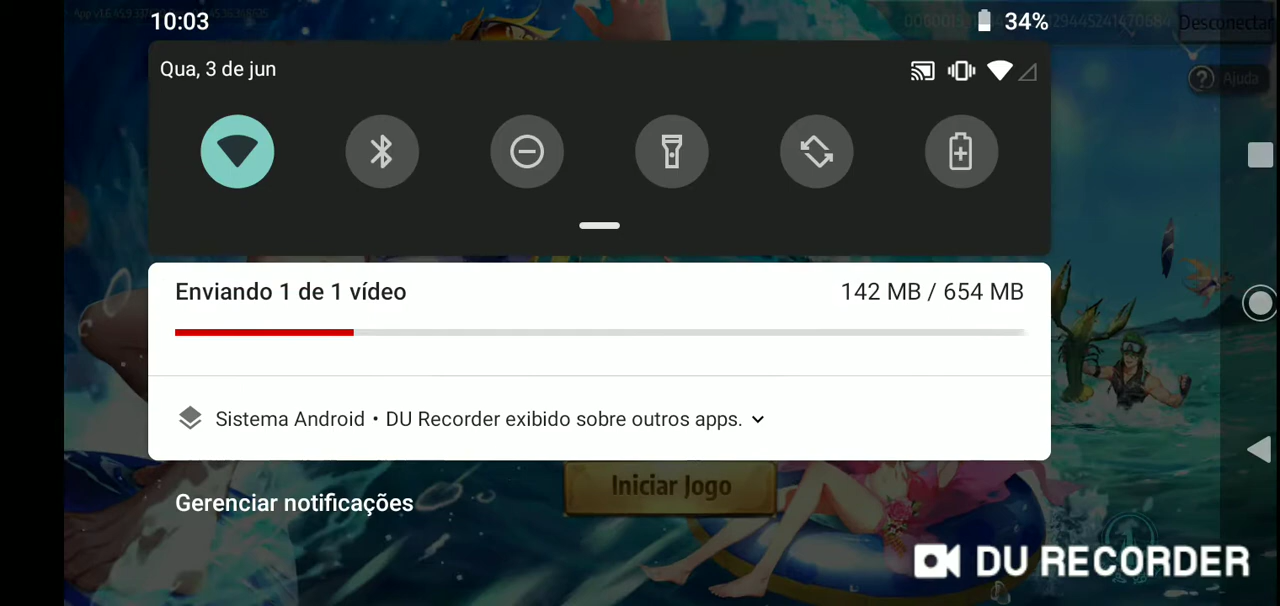 10:03
34%
Desconectar
Qua, 3 de jun
Ajuda
Enviando 1 de 1 vídeo
142 MB / 654 MB
Sistema Android • DU Recorder exibido sobre outros apps.
Iniciar Jogo
Gerenciar notificações
DU RECORDER